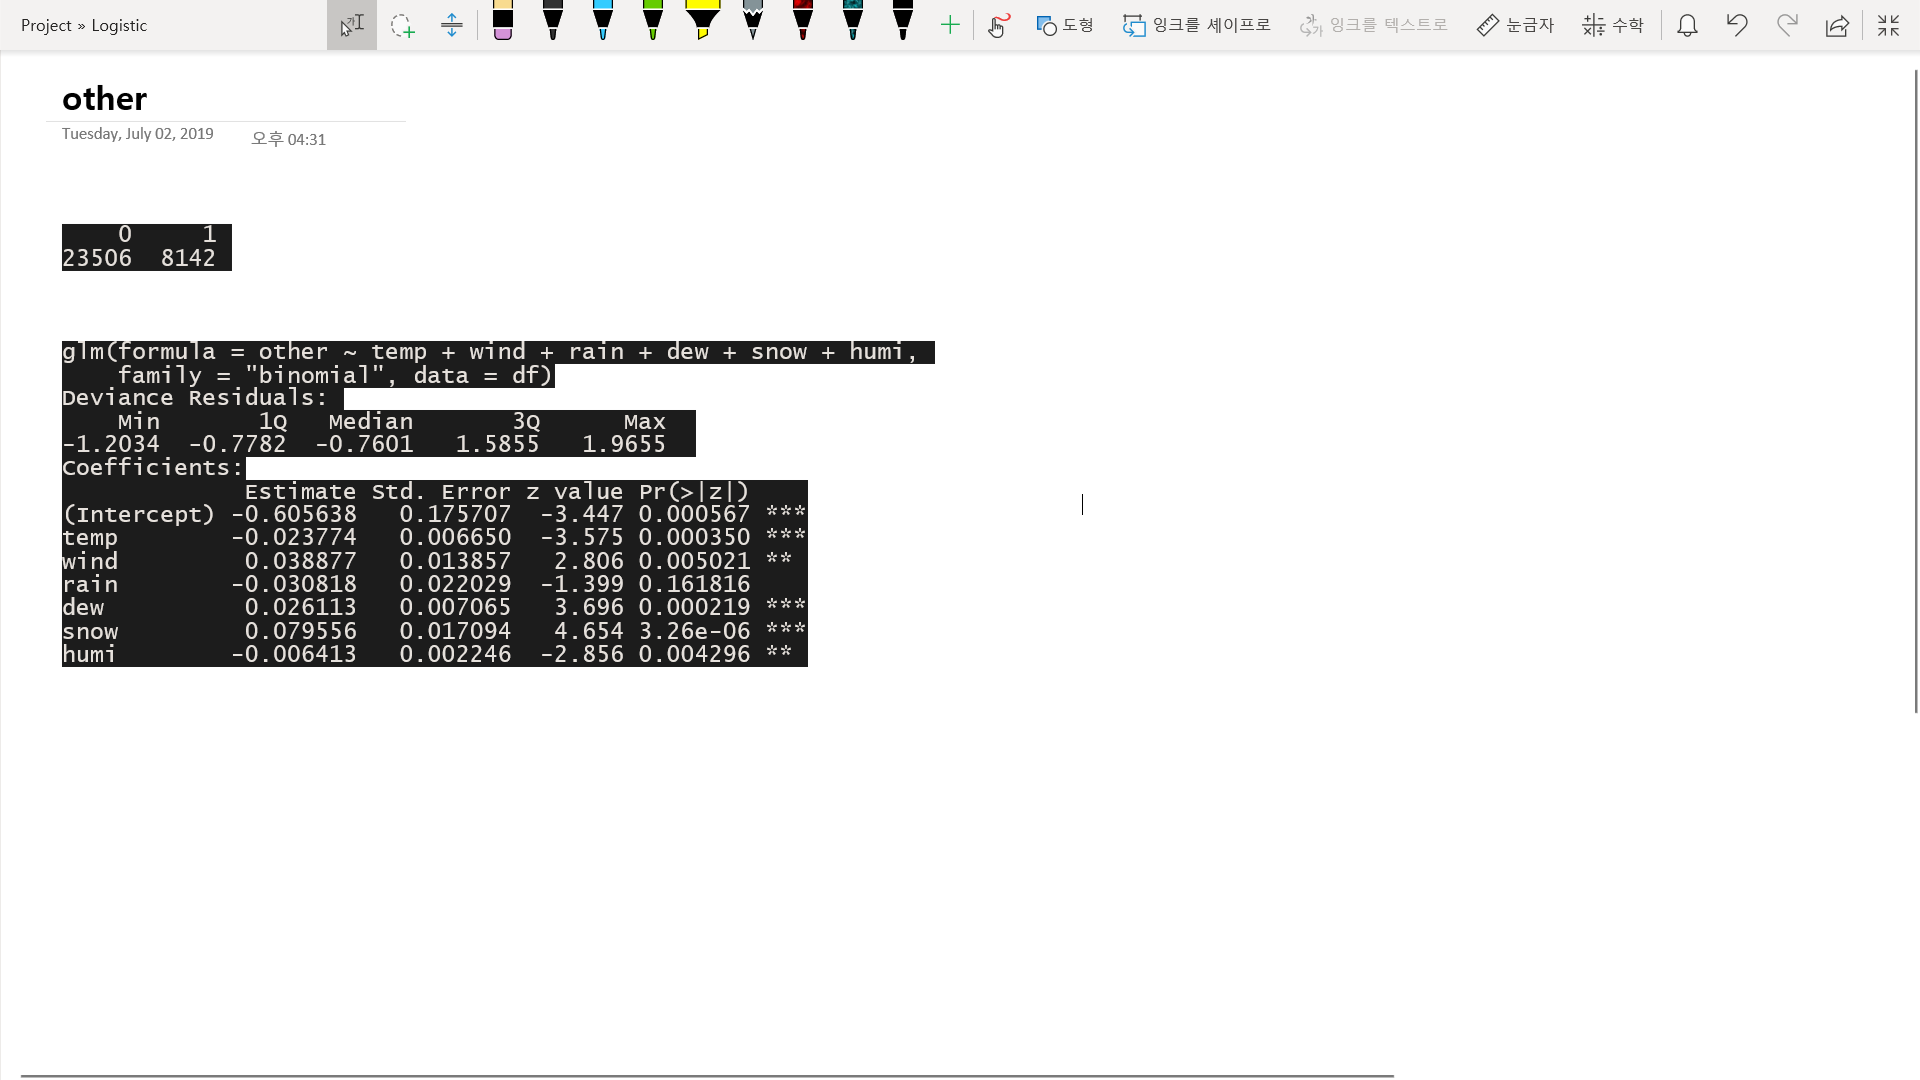 Project » Logistic
도형
잉크를 셰이프로
잉크를 텍스트로
눈금자
수학
other
Tuesday, July 02, 2019 오후 04:31
0 1
23506 8142
glm(formula = other ~ temp + wind + rain + dew + snow + humi,
family = "binomial", data = df)
Deviance Residuals:
Min 1Q Median 3Q Max
-1.2034 -0.7782 -0.7601 1.5855 1.9655
Coefficients:
Estimate Std. Error z value Pr(>|z|)
(Intercept) -0.605638 0.175707 -3.447 0.000567 ***
temp -0.023774 0.006650 -3.575 0.000350 ***
wind 0.038877 0.013857 2.806 0.005021 **
rain -0.030818 0.022029 -1.399 0.161816
dew 0.026113 0.007065 3.696 0.000219 ***
snow 0.079556 0.017094 4.654 3.26e-06 ***
humi -0.006413 0.002246 -2.856 0.004296 **